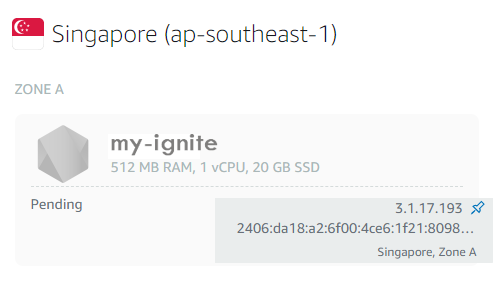 Singapore (ap-southeast-1)
ZONE A
my-ignite
512 MB RAM, 1 vCPU, 20 GB SSD
Pending
3.1.17.193
2406:da18:a2:6f00:4ce6:1f21:8098...
Singapore, Zone A